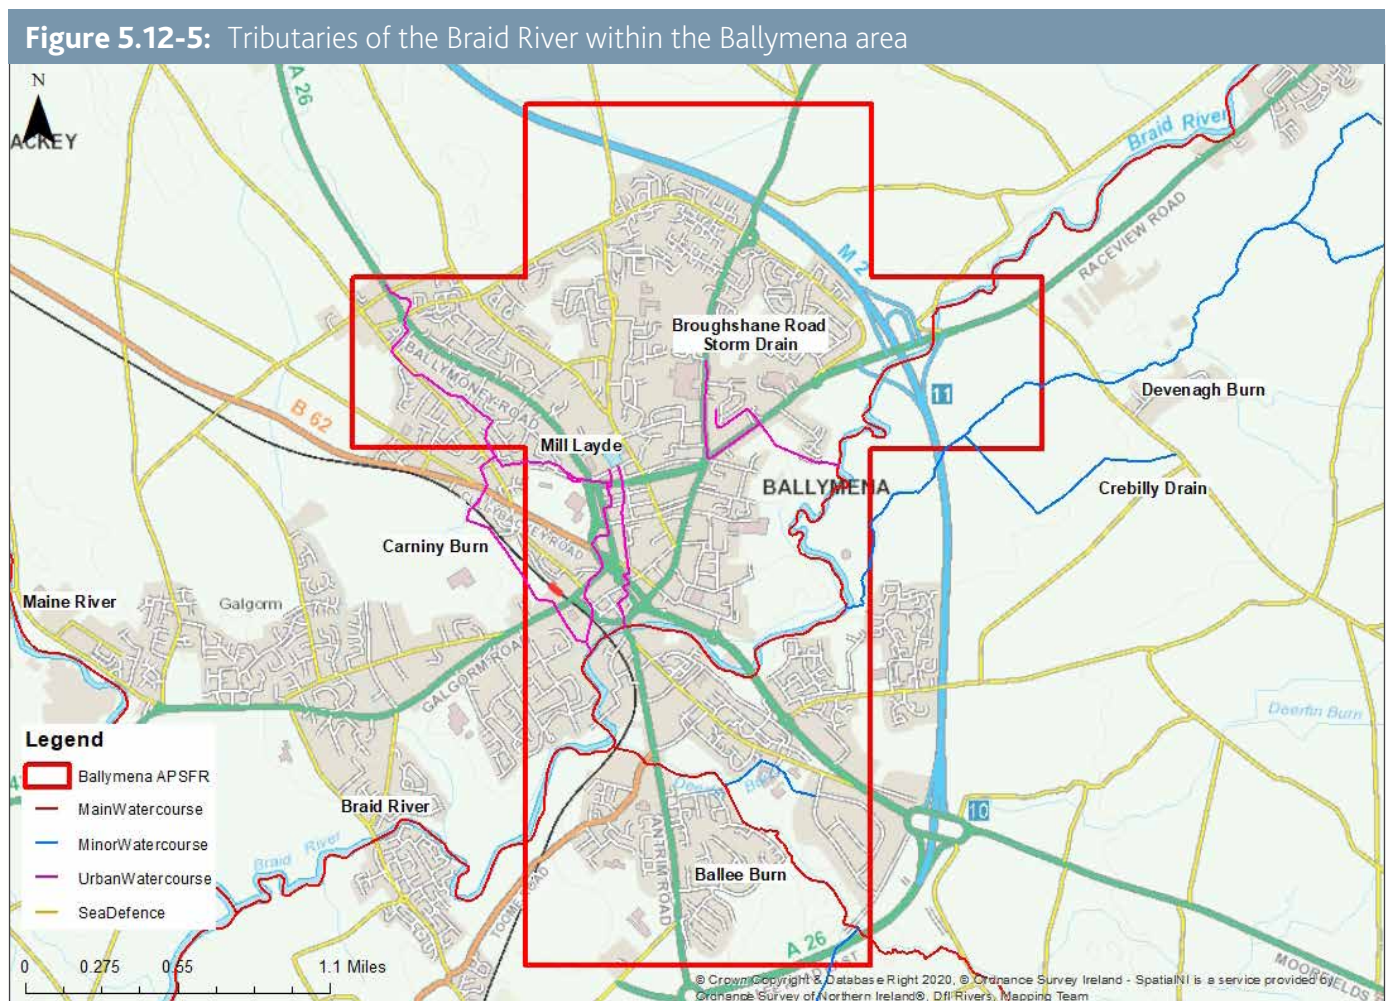 Figure 5.12-5: Tributaries of the Braid River within the Ballymena area
N
A 26
ACKEY
Braid River
RACEVIEW ROAD
M 2
Broughshane Road
Storm Drain
BALLYMONEY ROAD
11
Devenagh Burn
B 62
Mill Layde
BALLYMENA
Crebilly Drain
Carniny Burn
Maine River
Galgorm
GALGORM ROAD
Deerfin Burn
Legend
Ballymena APSFR
MainWatercourse
MinorWatercourse
UrbanWatercourse
SeaDefence
Braid River
Braid River
10
ANTRIM ROAD
Ballee Burn
A 26
0 0.275 0.55 1.1 Miles
© Crown Copyright & Database Right 2020, © Ordnance Survey Ireland - SpatialNI is a service provided by
Ordnance Survey of Northern Ireland®, DfI Rivers, Mapping Team